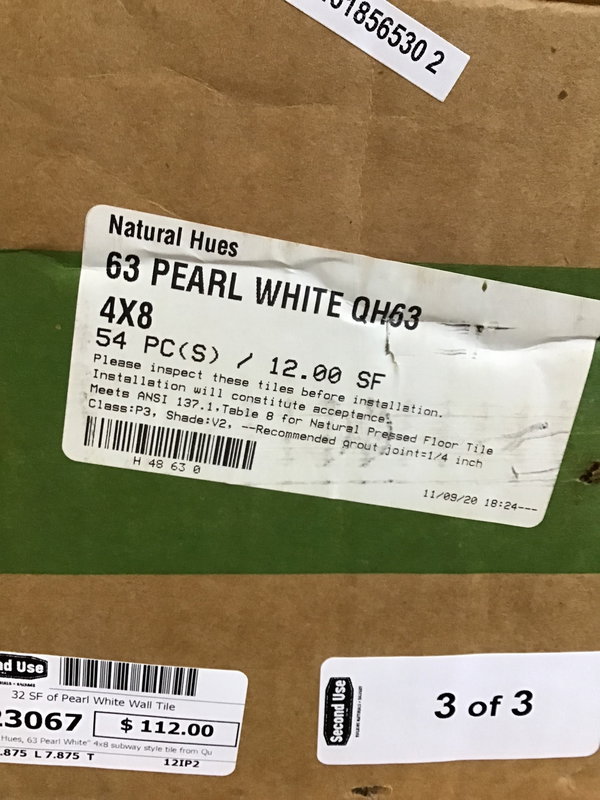 01856530 2
Natural Hues
63 PEARL WHITE QH63
4X8
54 PC(S) / 12.00 SF
Please inspect these tiles before installation.
Installation will constitute acceptance.
Meets ANSI 137.1,Table 8 for Natural Pressed Floor Tile
Class:P3, Shade:V2, --Recommended grout joint=1/4 inch
H 48 63 0
11/09/20 18:24---
nd Use
32 SF of Pearl White Wall Tile
23067 $ 112.00
Hues, 63 Pearl White" 4x8 subway style tile from Qu
.875 L 7.875 T
12IP2
Second Use
3 of 3